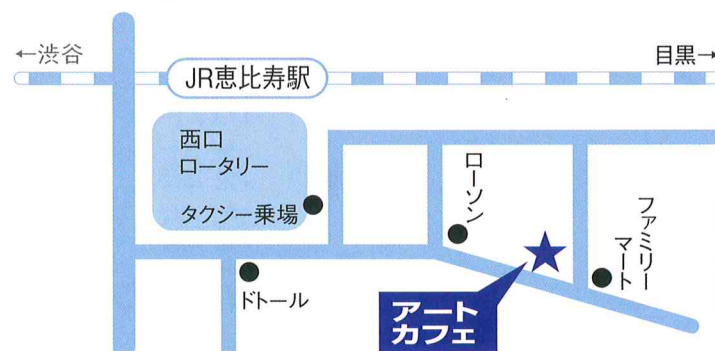 ←渋谷
目黒→
JR恵比寿駅
西口
ロータリー
タクシー乗場
ローソン
ファミリー
マート
ドトール
アート
カフェ